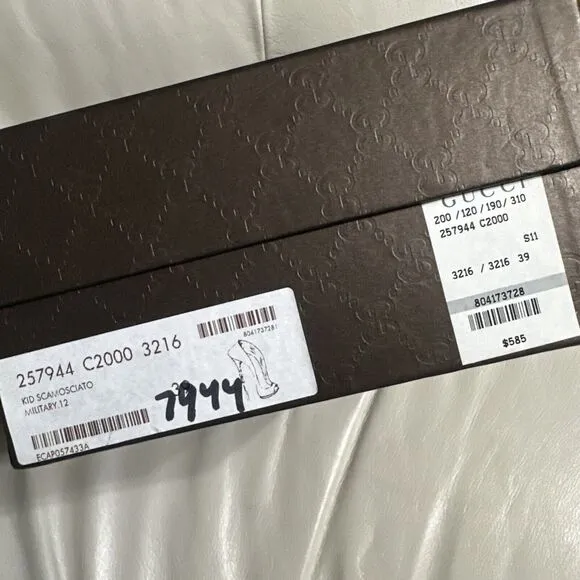 GUCCI
200 /120 /190/ 310
257944 C2000
S11
3216 / 3216 39
804173728
$585
257944 C2000 3216
8041737281
KID SCAMOSCIATO
MILITARY.12
7944
ECAP057433A